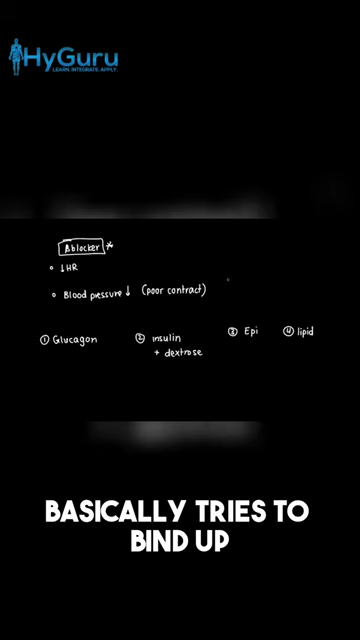 HyGuru
LEARN. INTEGRATE. APPLY.
Ablocker *
↓HR
Blood pressure ↓ (poor contract)
① Glucagon ② insulin ③ Epi ④ lipid
+ dextrose
BASICALLY TRIES TO
BIND UP